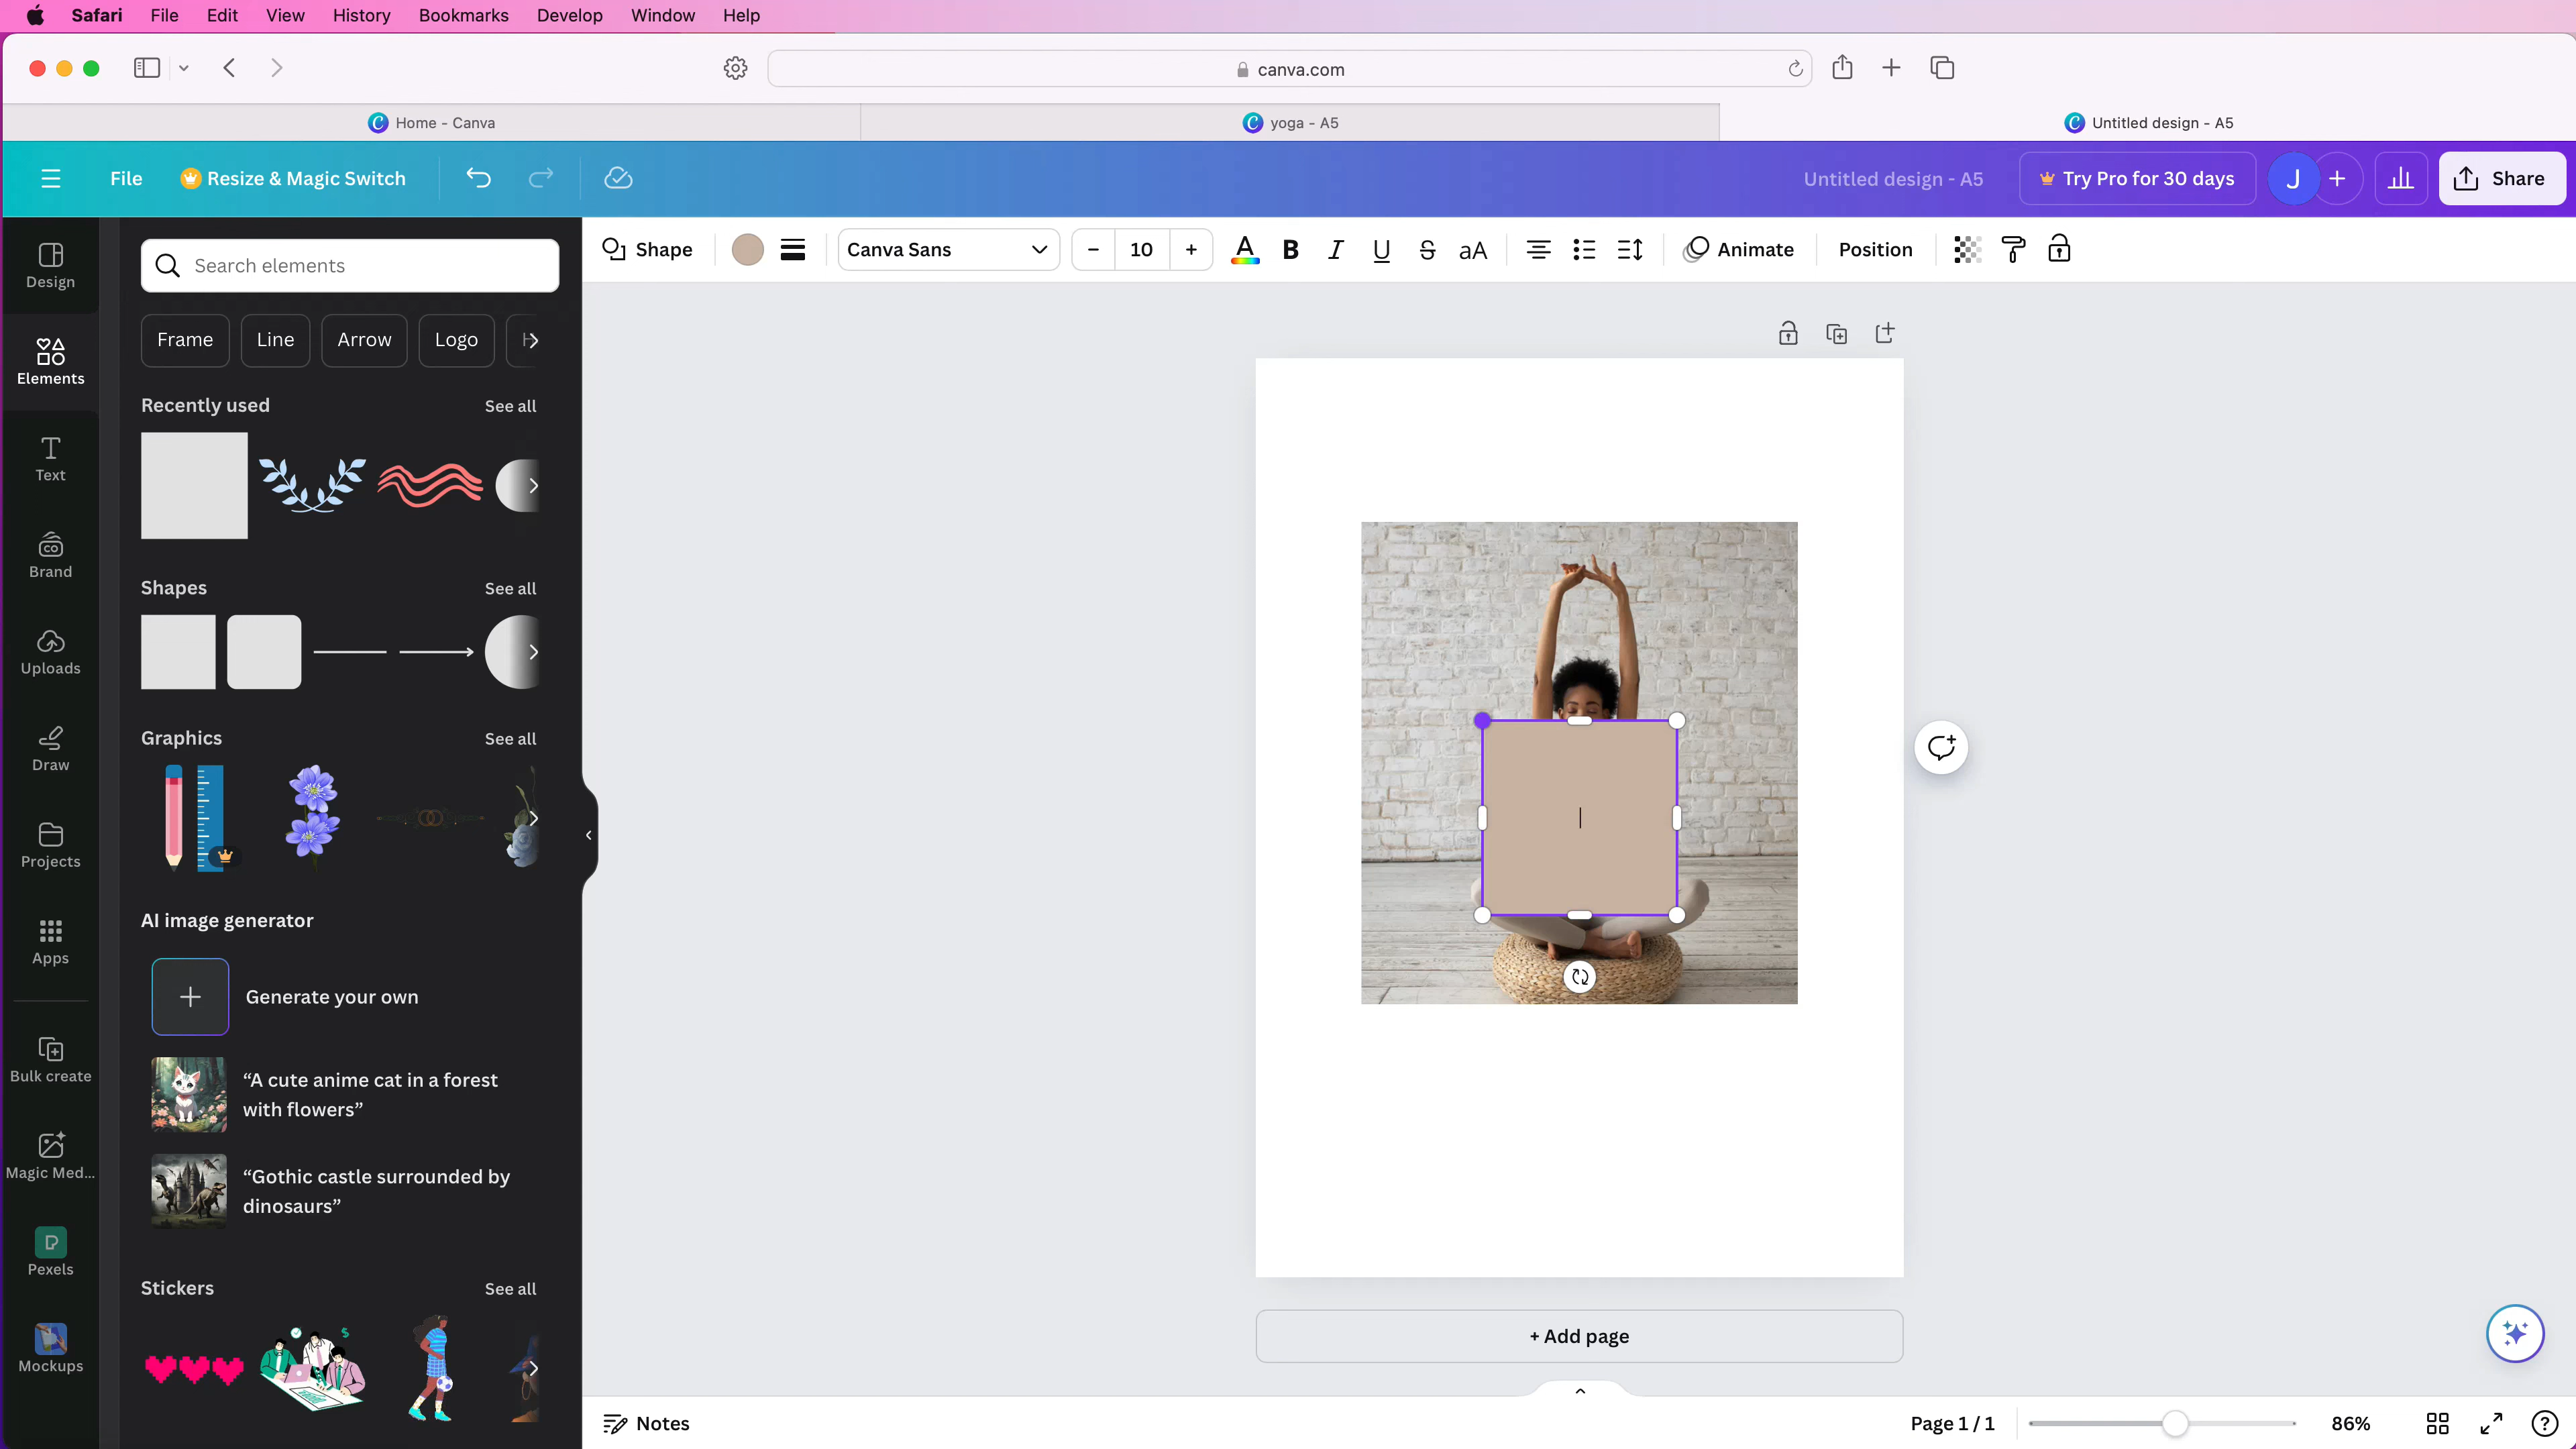 Safari File Edit View History Bookmarks Develop Window Help
canva.com
Home - Canva
yoga - A5
Untitled design - A5
File
Resize & Magic Switch
Untitled design - A5
Try Pro for 30 days
J
Share
Design
Elements
Text
Brand
Uploads
Draw
Projects
Apps
Bulk create
Magic Med...
Pexels
Mockups
Search elements
Frame
Line
Arrow
Logo
Recently used
See all
Shapes
See all
Graphics
See all
AI image generator
Generate your own
“A cute anime cat in a forest
with flowers”
“Gothic castle surrounded by
dinosaurs”
Stickers
See all
Shape
Canva Sans
10
Animate
Position
+ Add page
Notes
Page 1 / 1
86%